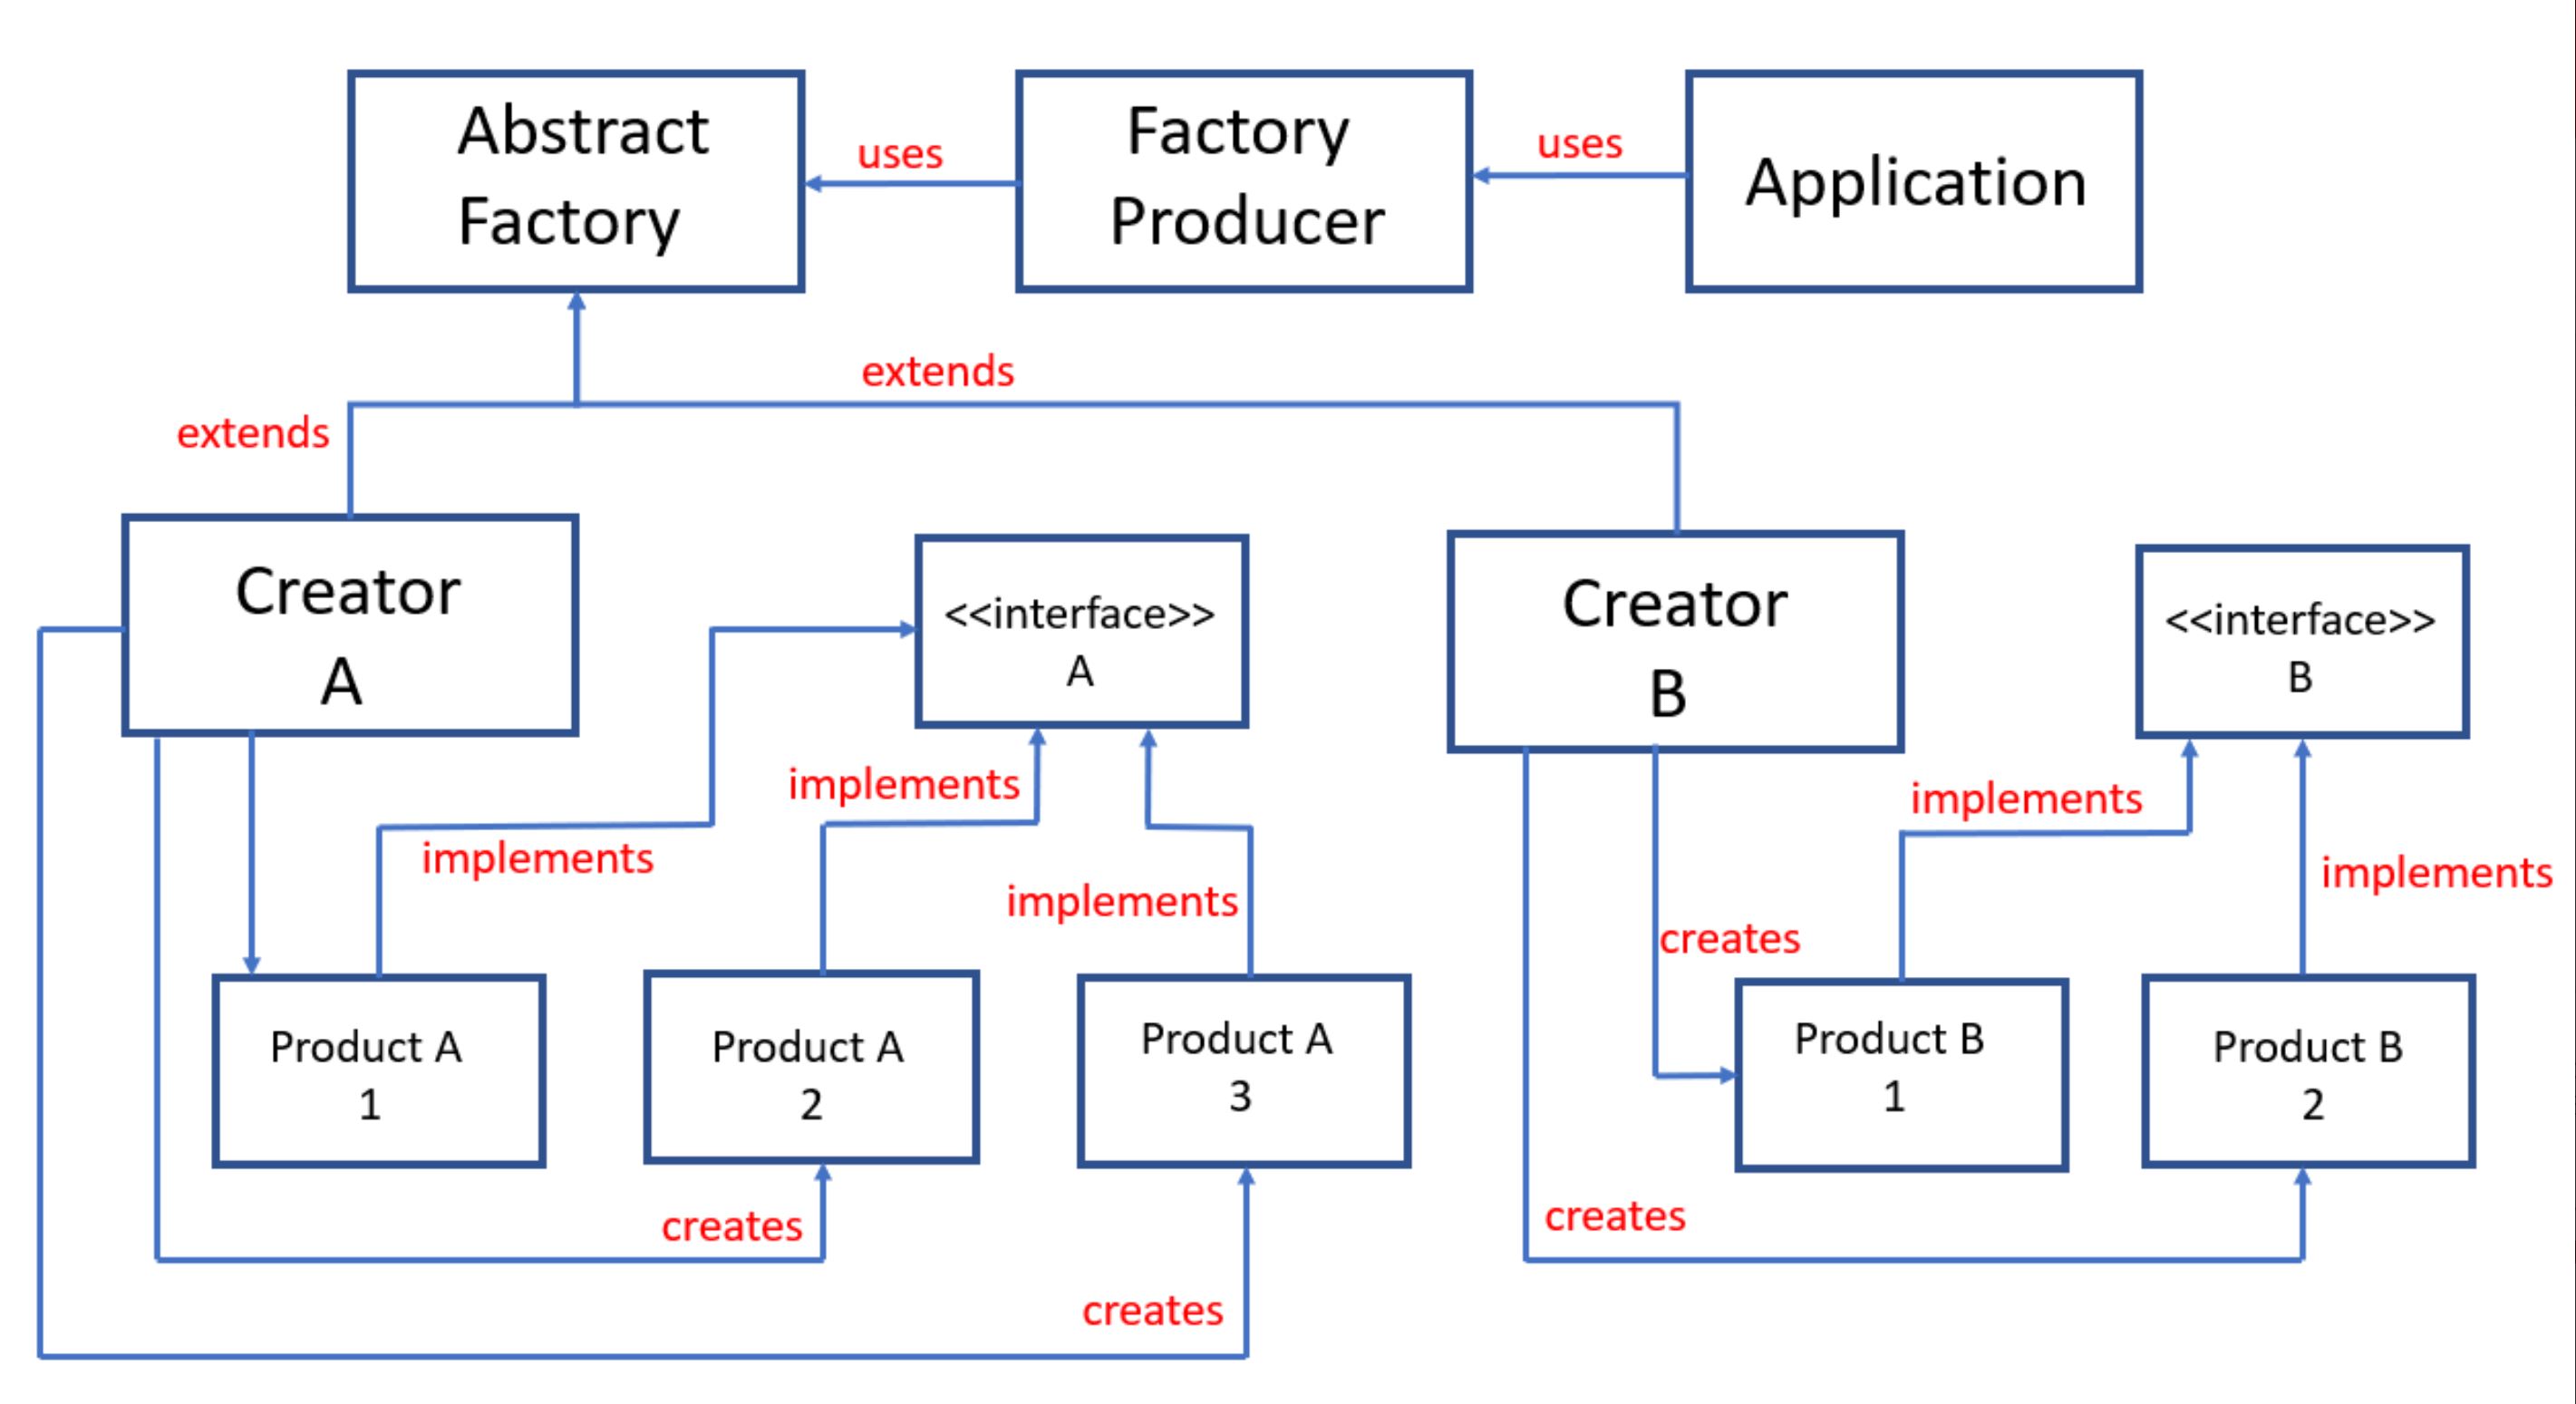 Abstract
Factory
uses
Factory
Producer
uses
Application
extends
extends
Creator
A
<<interface>>
A
Creator
B
<<interface>>
B
implements
implements
implements
implements
implements
creates
Product A
1
Product A
2
Product A
3
Product B
1
Product B
2
creates
creates
creates